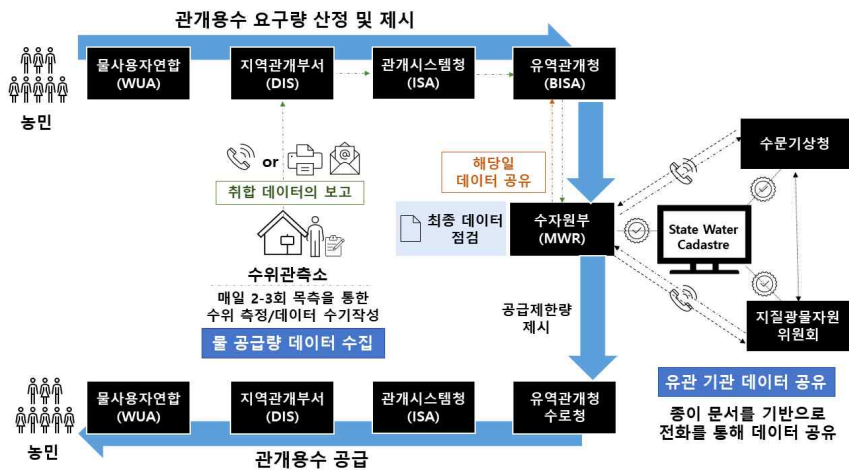 관개용수 요구량 산정 및 제시
농민
물사용자연합
(WUA)
지역관개부서
(DIS)
관개시스템청
(ISA)
유역관개청
(BISA)
or
취합 데이터의 보고
수위관측소
매일 2-3회 목측을 통한
수위 측정/데이터 수기작성
물 공급량 데이터 수집
해당일
데이터 공유
최종 데이터
점검
수자원부
(MWR)
공급제한량
제시
수문기상청
State Water
Cadastre
지질광물자원
위원회
유관 기관 데이터 공유
종이 문서를 기반으로
전화를 통해 데이터 공유
농민
물사용자연합
(WUA)
지역관개부서
(DIS)
관개시스템청
(ISA)
유역관개청
수로청
관개용수 공급